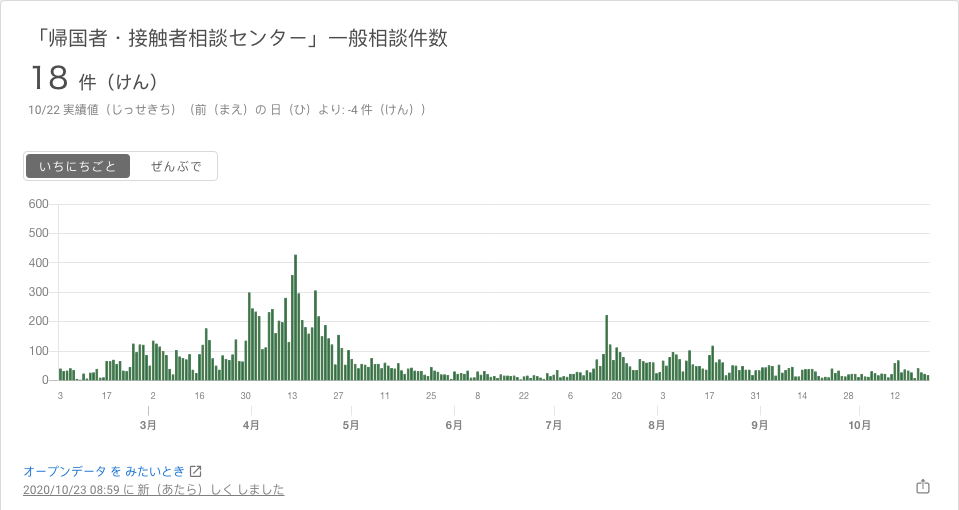 「帰国者・接触者相談センター」一般相談件数
18 件（けん）
10/22 実績値（じっせきち）（前（まえ）の 日（ひ）より: -4 件（けん））
いちにちごと ぜんぶで
600
500
400
300
200
100
0
3 17 2 16 30 13 27 11 25 8 22 6 20 3 17 31 14 28 12
3月 4月 5月 6月 7月 8月 9月 10月
オープンデータ を みたいとき
2020/10/23 08:59 に 新（あたら）しく しました